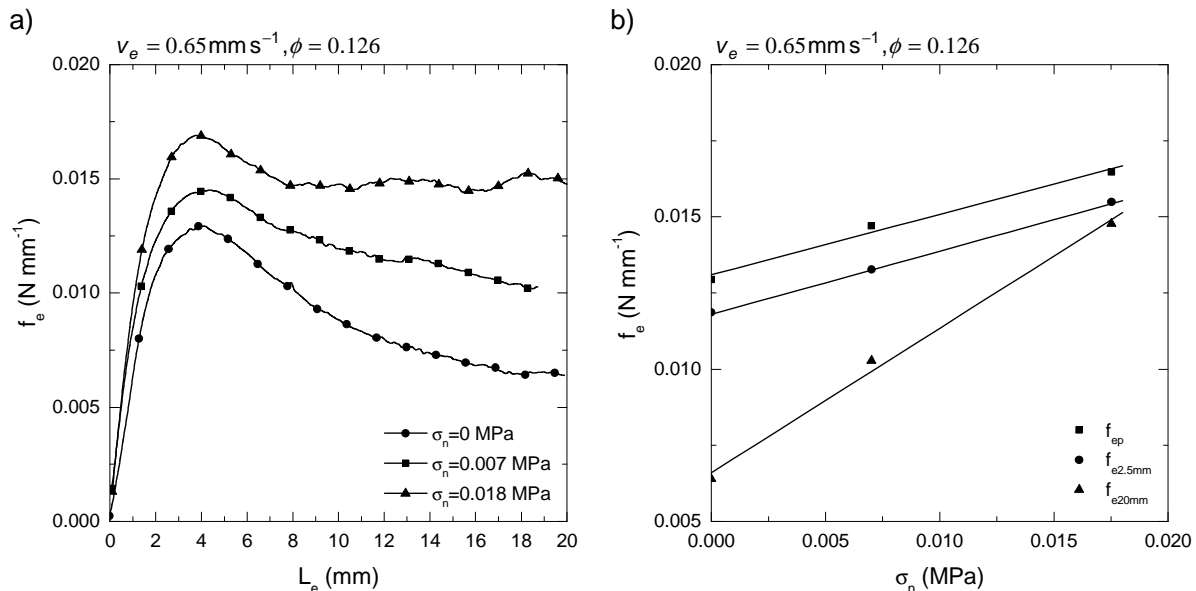 a)
v_e = 0.65 mm s⁻¹, ϕ = 0.126
0.020
0.015
0.010
0.005
0.000
f_e (N mm⁻¹)
0 2 4 6 8 10 12 14 16 18 20
L_e (mm)
σ_n=0 MPa
σ_n=0.007 MPa
σ_n=0.018 MPa
b)
v_e = 0.65 mm s⁻¹, ϕ = 0.126
0.020
0.015
0.010
0.005
f_e (N mm⁻¹)
0.000 0.005 0.010 0.015 0.020
σ_n (MPa)
f_ep
f_e2.5mm
f_e20mm